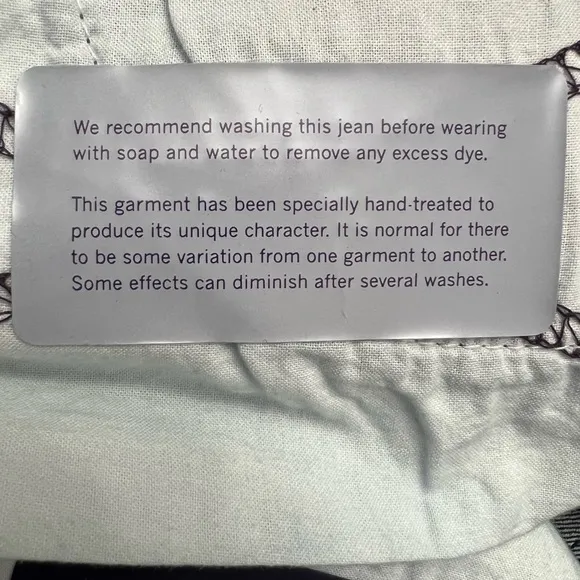 We recommend washing this jean before wearing
with soap and water to remove any excess dye.
This garment has been specially hand-treated to
produce its unique character. It is normal for there
to be some variation from one garment to another.
Some effects can diminish after several washes.